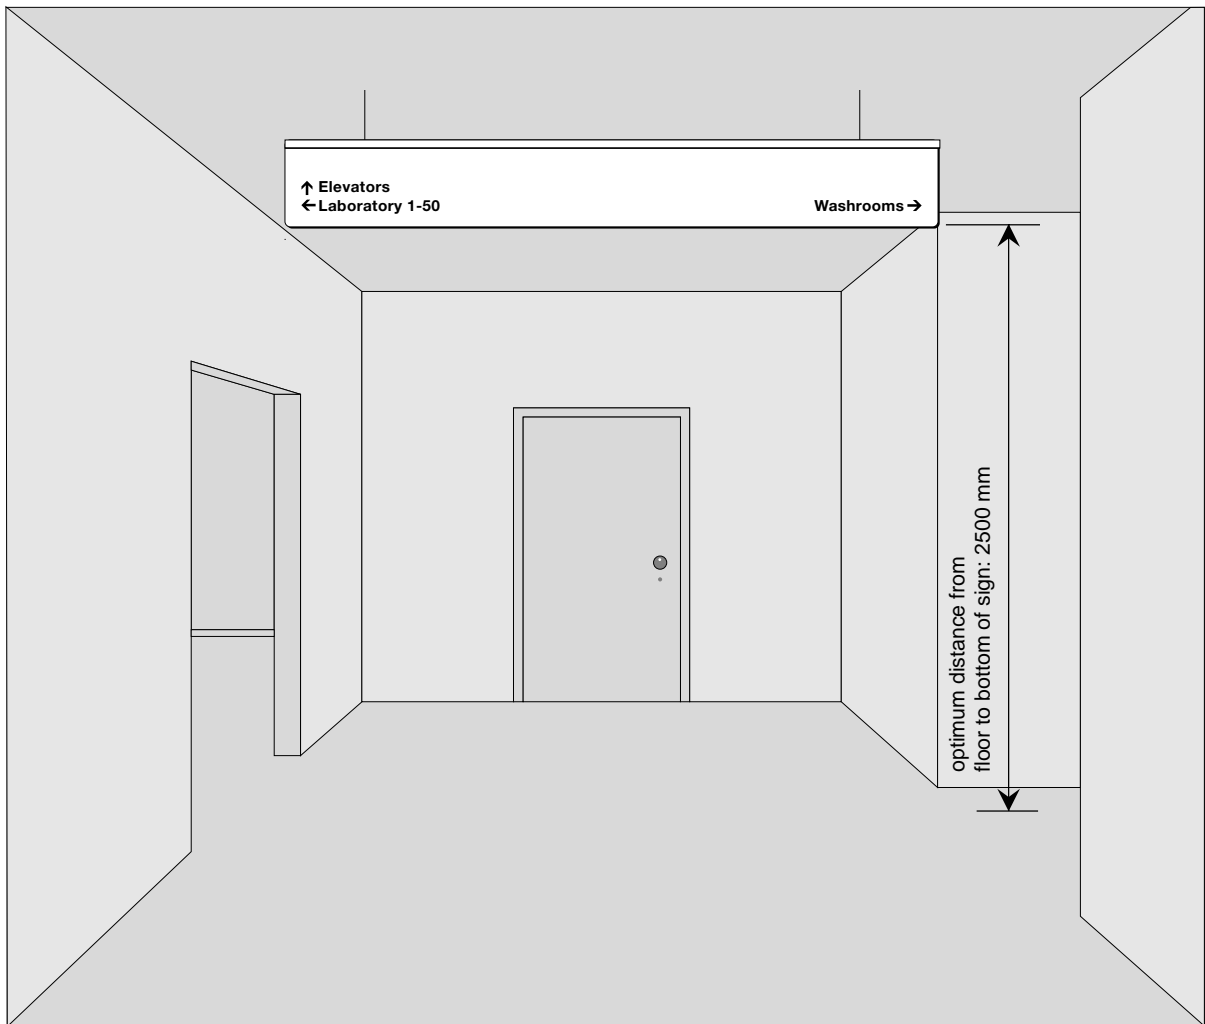 ↑ Elevators
← Laboratory 1-50
Washrooms →
optimum distance from
floor to bottom of sign: 2500 mm